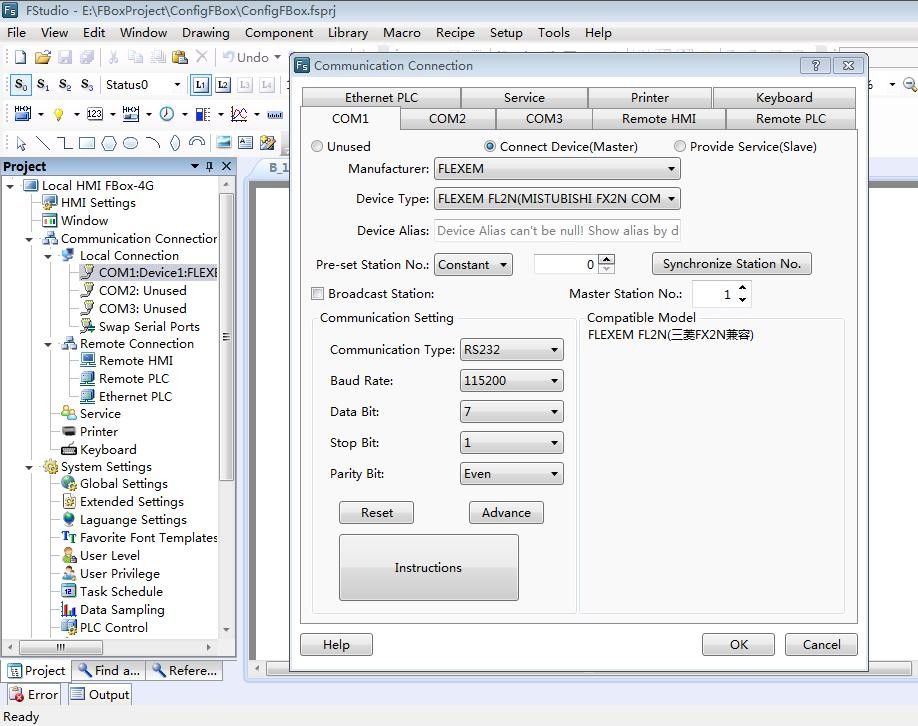 FStudio - E:\FBoxProject\ConfigFBox\ConfigFBox.fsprj
File View Edit Window Drawing Component Library Macro Recipe Setup Tools Help
Undo
S0 S1 S2 S3 Status0 L1 L2 L3 L4
123
Project
Local HMI FBox-4G
HMI Settings
Window
Communication Connection
Local Connection
COM1:Device1:FLEXE
COM2: Unused
COM3: Unused
Swap Serial Ports
Remote Connection
Remote HMI
Remote PLC
Ethernet PLC
Service
Printer
Keyboard
System Settings
Global Settings
Extended Settings
Laguange Settings
Favorite Font Templates
User Level
User Privilege
Task Schedule
Data Sampling
PLC Control
Project Find a... Refere...
Error Output
Ready
B_1
Communication Connection
Ethernet PLC Service Printer Keyboard
COM1 COM2 COM3 Remote HMI Remote PLC
Unused Connect Device(Master) Provide Service(Slave)
Manufacturer: FLEXEM
Device Type: FLEXEM FL2N(MISTUBISHI FX2N COM
Device Alias: Device Alias can't be null! Show alias by d
Pre-set Station No.: Constant 0 Synchronize Station No.
Broadcast Station: Master Station No.: 1
Communication Setting
Communication Type: RS232
Baud Rate: 115200
Data Bit: 7
Stop Bit: 1
Parity Bit: Even
Reset Advance
Instructions
Compatible Model
FLEXEM FL2N(三菱FX2N兼容)
Help OK Cancel